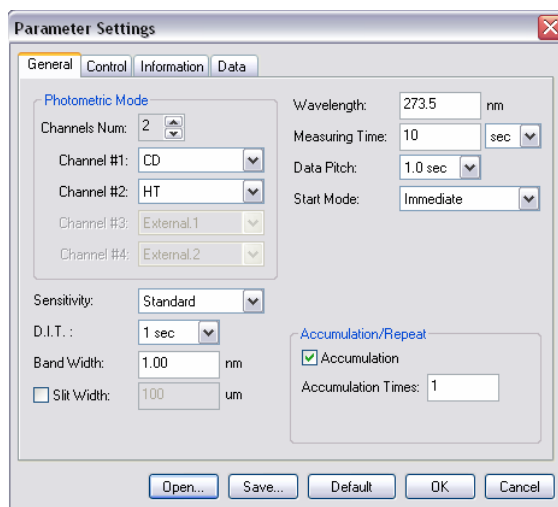 Parameter Settings
General Control Information Data
Photometric Mode
Channels Num: 2
Channel #1: CD
Channel #2: HT
Channel #3: External.1
Channel #4: External.2
Wavelength: 273.5 nm
Measuring Time: 10 sec
Data Pitch: 1.0 sec
Start Mode: Immediate
Sensitivity: Standard
D.I.T. : 1 sec
Band Width: 1.00 nm
Slit Width: 100 um
Accumulation/Repeat
Accumulation
Accumulation Times: 1
Open... Save... Default OK Cancel